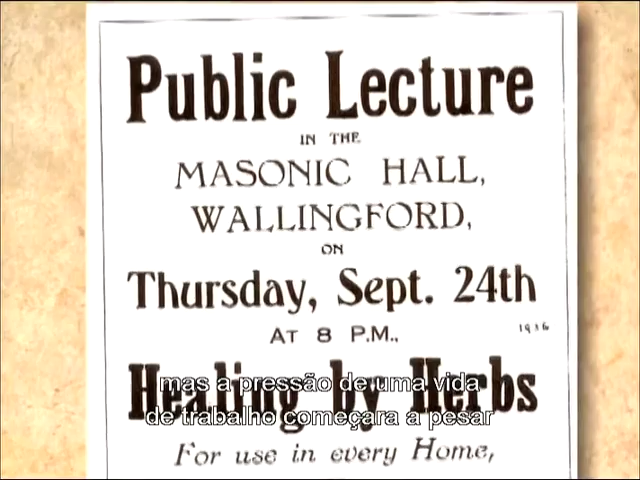 Public Lecture
IN THE
MASONIC HALL,
WALLINGFORD,
ON
Thursday, Sept. 24th
AT 8 P.M.,
1936
Healing by Herbs
mas a pressão de uma vida
de trabalho começara a pesar
For use in every Home,